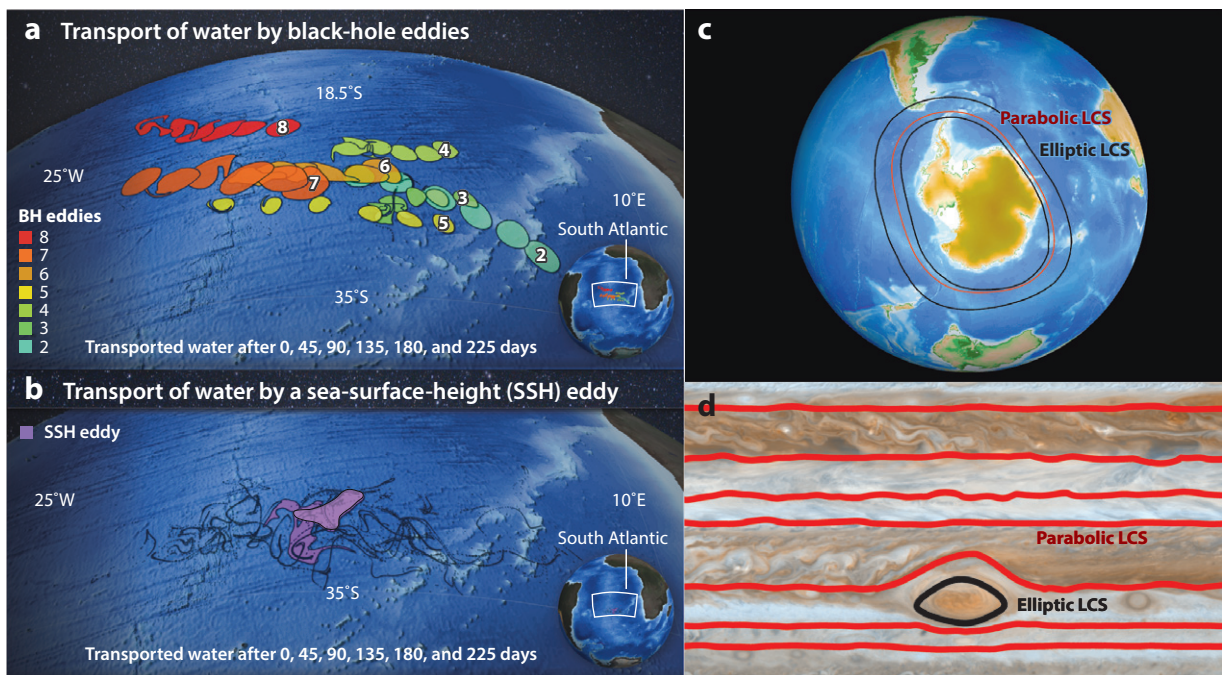 a Transport of water by black-hole eddies
18.5˚S
8
4
6
25˚W
7
3
10˚E
BH eddies
5
South Atlantic
8
2
7
6
5
35˚S
4
3
2
Transported water after 0, 45, 90, 135, 180, and 225 days
b Transport of water by a sea-surface-height (SSH) eddy
SSH eddy
25˚W
10˚E
South Atlantic
35˚S
Transported water after 0, 45, 90, 135, 180, and 225 days
c
Parabolic LCS
Elliptic LCS
d
Parabolic LCS
Elliptic LCS